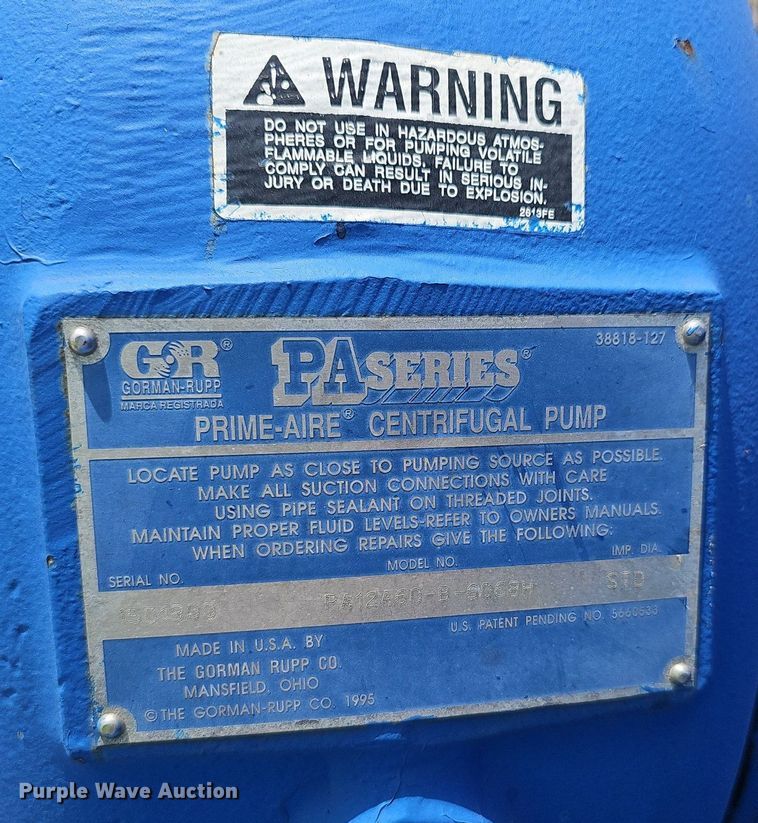 WARNING
DO NOT USE IN HAZARDOUS ATMOS-
PHERES OR FOR PUMPING VOLATILE
FLAMMABLE LIQUIDS. FAILURE TO
COMPLY CAN RESULT IN SERIOUS IN-
JURY OR DEATH DUE TO EXPLOSION.
2613FE
38818-127
GR®
GORMAN-RUPP
MARCA REGISTRADA
PA SERIES®
PRIME-AIRE® CENTRIFUGAL PUMP
LOCATE PUMP AS CLOSE TO PUMPING SOURCE AS POSSIBLE.
MAKE ALL SUCTION CONNECTIONS WITH CARE
USING PIPE SEALANT ON THREADED JOINTS.
MAINTAIN PROPER FLUID LEVELS-REFER TO OWNERS MANUALS.
WHEN ORDERING REPAIRS GIVE THE FOLLOWING:
SERIAL NO. MODEL NO. IMP. DIA.
STD
U.S. PATENT PENDING NO. 5660533
MADE IN U.S.A. BY
THE GORMAN RUPP CO.
MANSFIELD, OHIO
© THE GORMAN-RUPP CO. 1995
Purple Wave Auction